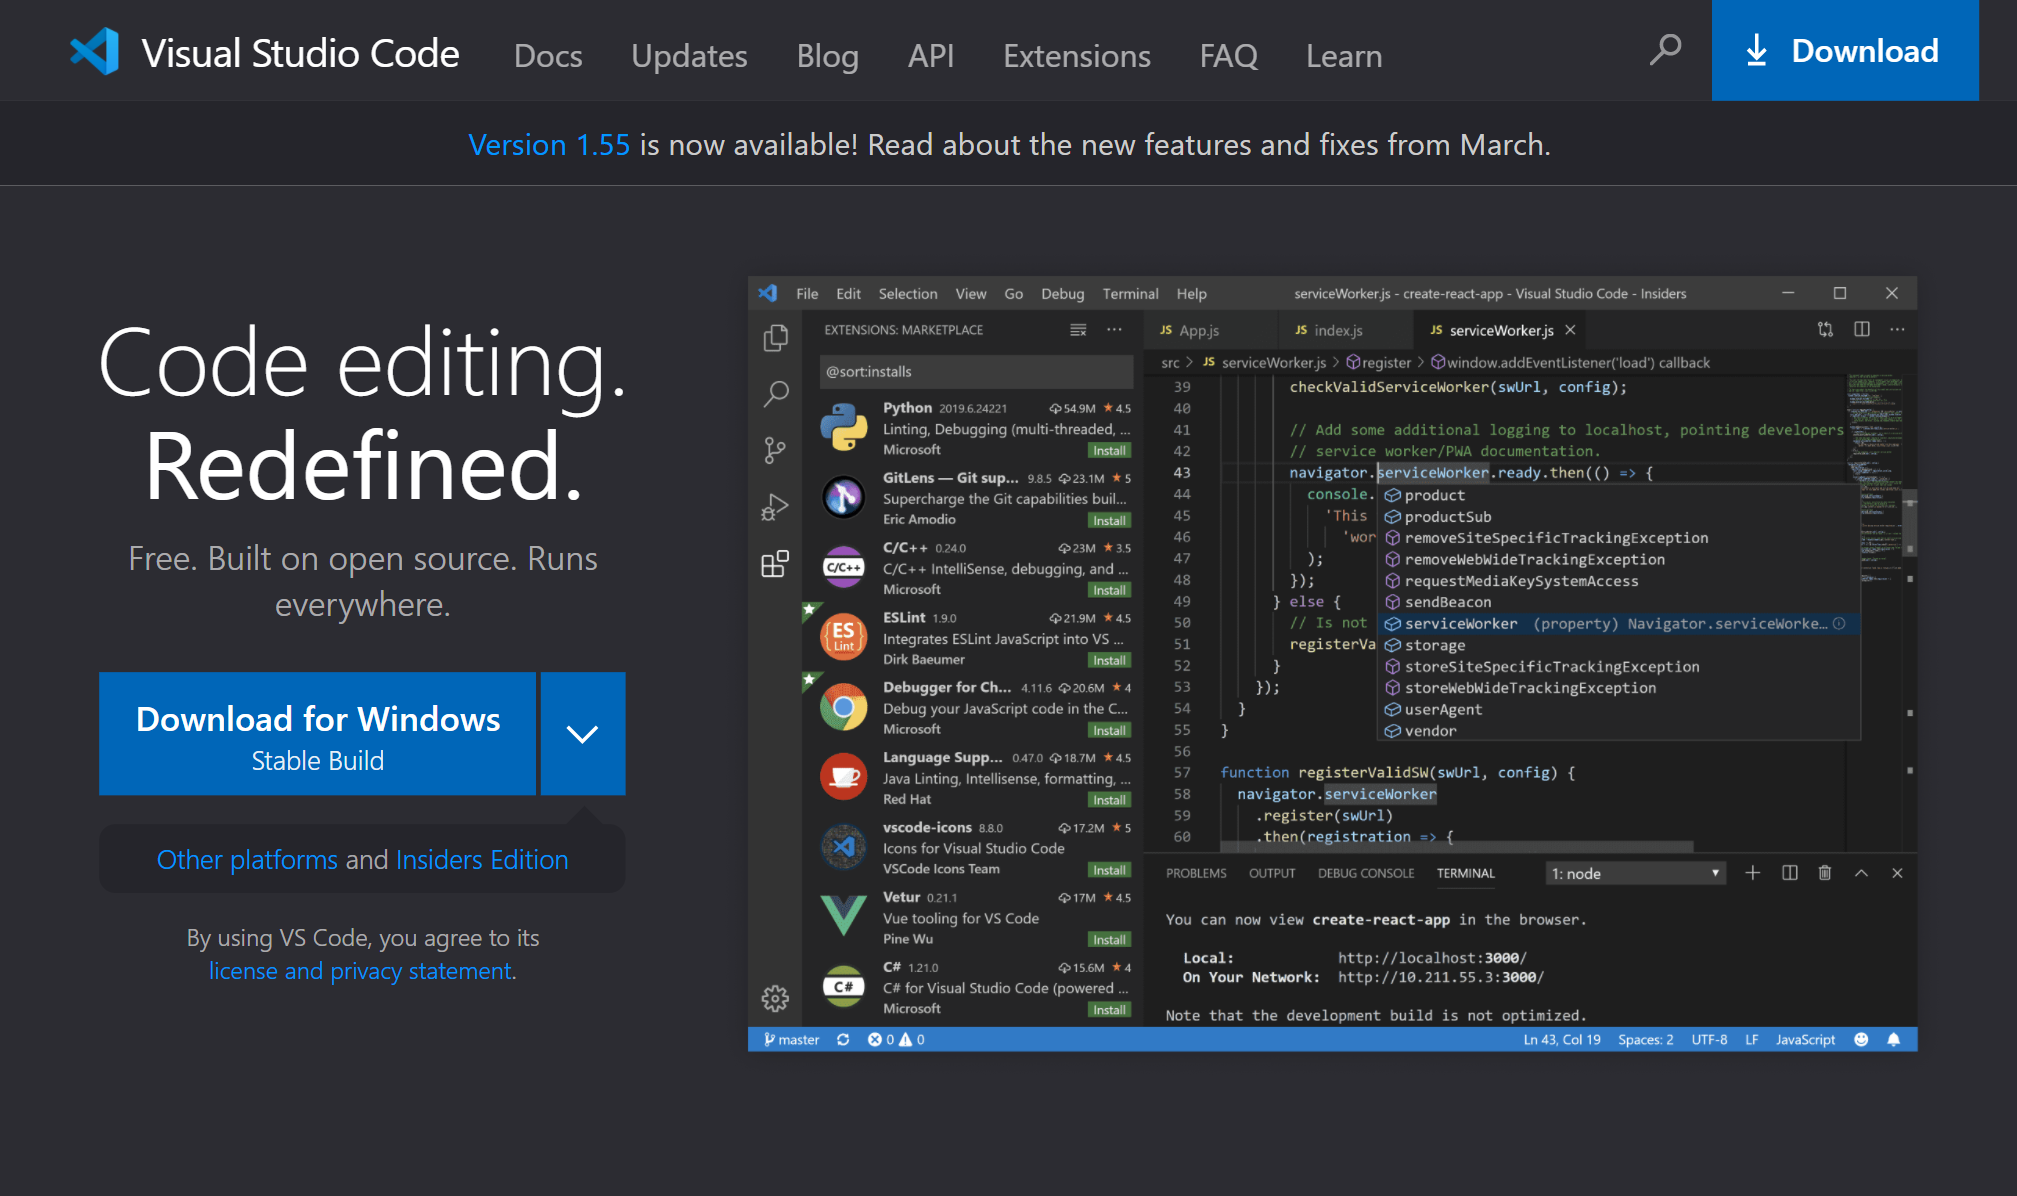 Visual Studio Code
Docs
Updates
Blog
API
Extensions
FAQ
Learn
Download
Version 1.55 is now available! Read about the new features and fixes from March.
Code editing.
Redefined.
Free. Built on open source. Runs
everywhere.
Download for Windows
Stable Build
Other platforms and Insiders Edition
By using VS Code, you agree to its
license and privacy statement.
File Edit Selection View Go Debug Terminal Help
serviceWorker.js - create-react-app - Visual Studio Code - Insiders
EXTENSIONS: MARKETPLACE
@sort:installs
Python 2019.6.24221 54.9M ★ 4.5
Linting, Debugging (multi-threaded, ...
Microsoft Install
GitLens — Git sup... 9.8.5 23.1M ★ 5
Supercharge the Git capabilities buil...
Eric Amodio Install
C/C++
C/C++ 0.24.0 23M ★ 3.5
C/C++ IntelliSense, debugging, and ...
Microsoft Install
ES
Lint
ESLint 1.9.0 21.9M ★ 4.5
Integrates ESLint JavaScript into VS ...
Dirk Baeumer Install
Debugger for Ch... 4.11.6 20.6M ★ 4
Debug your JavaScript code in the C...
Microsoft Install
Language Supp... 0.47.0 18.7M ★ 4.5
Java Linting, Intellisense, formatting, ...
Red Hat Install
vscode-icons 8.8.0 17.2M ★ 5
Icons for Visual Studio Code
VSCode Icons Team Install
Vetur 0.21.1 17M ★ 4.5
Vue tooling for VS Code
Pine Wu Install
C#
C# 1.21.0 15.6M ★ 4
C# for Visual Studio Code (powered ...
Microsoft Install
JS App.js
JS index.js
JS serviceWorker.js
src > JS serviceWorker.js > register > window.addEventListener('load') callback
39 checkValidServiceWorker(swUrl, config);
40
41 // Add some additional logging to localhost, pointing developers
42 // service worker/PWA documentation.
43 navigator.serviceWorker.ready.then(() => {
44 console.
45 'This
46 'wor
47 );
48 });
49 } else {
50 // Is not
51 registerVa
52 }
53 });
54 }
55 }
56
57 function registerValidSW(swUrl, config) {
58 navigator.serviceWorker
59 .register(swUrl)
60 .then(registration => {
product
productSub
removeSiteSpecificTrackingException
removeWebWideTrackingException
requestMediaKeySystemAccess
sendBeacon
serviceWorker (property) Navigator.serviceWorke...
storage
storeSiteSpecificTrackingException
storeWebWideTrackingException
userAgent
vendor
PROBLEMS OUTPUT DEBUG CONSOLE TERMINAL
1: node
You can now view create-react-app in the browser.
Local: http://localhost:3000/
On Your Network: http://10.211.55.3:3000/
Note that the development build is not optimized.
master 0 0
Ln 43, Col 19 Spaces: 2 UTF-8 LF JavaScript